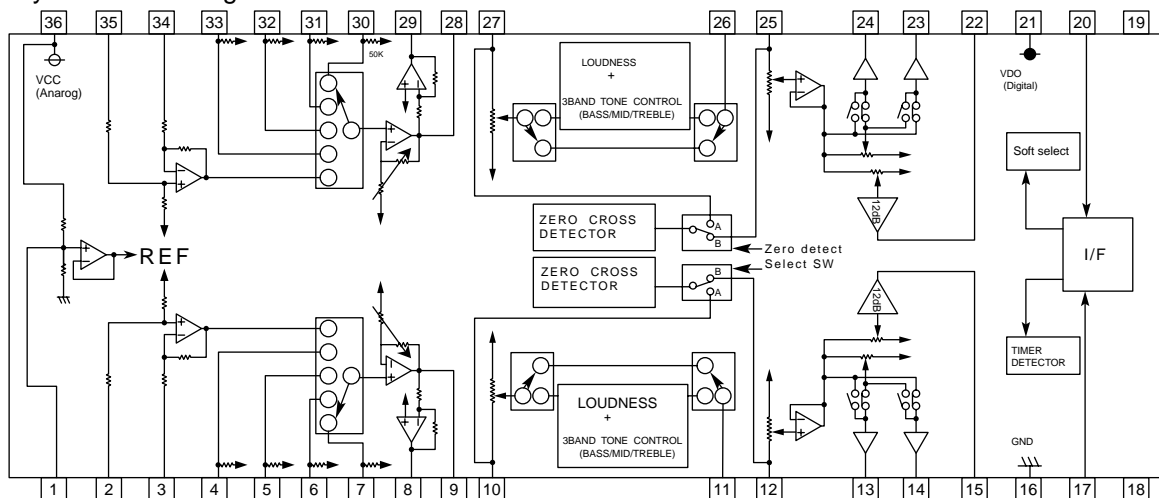 36 35 34 33 32 31 30 29 28 27 26 25 24 23 22 21 20 19
VCC
(Anarog)
50K
LOUDNESS
+
3BAND TONE CONTROL
(BASS/MID/TREBLE)
VDO
(Digital)
Soft select
12dB
ZERO CROSS
DETECTOR
A
B
Zero detect
Select SW
REF
I/F
ZERO CROSS
DETECTOR
B
A
12dB
TIMER
DETECTOR
LOUDNESS
+
3BAND TONE CONTROL
(BASS/MID/TREBLE)
GND
1 2 3 4 5 6 7 8 9 10 11 12 13 14 15 16 17 18